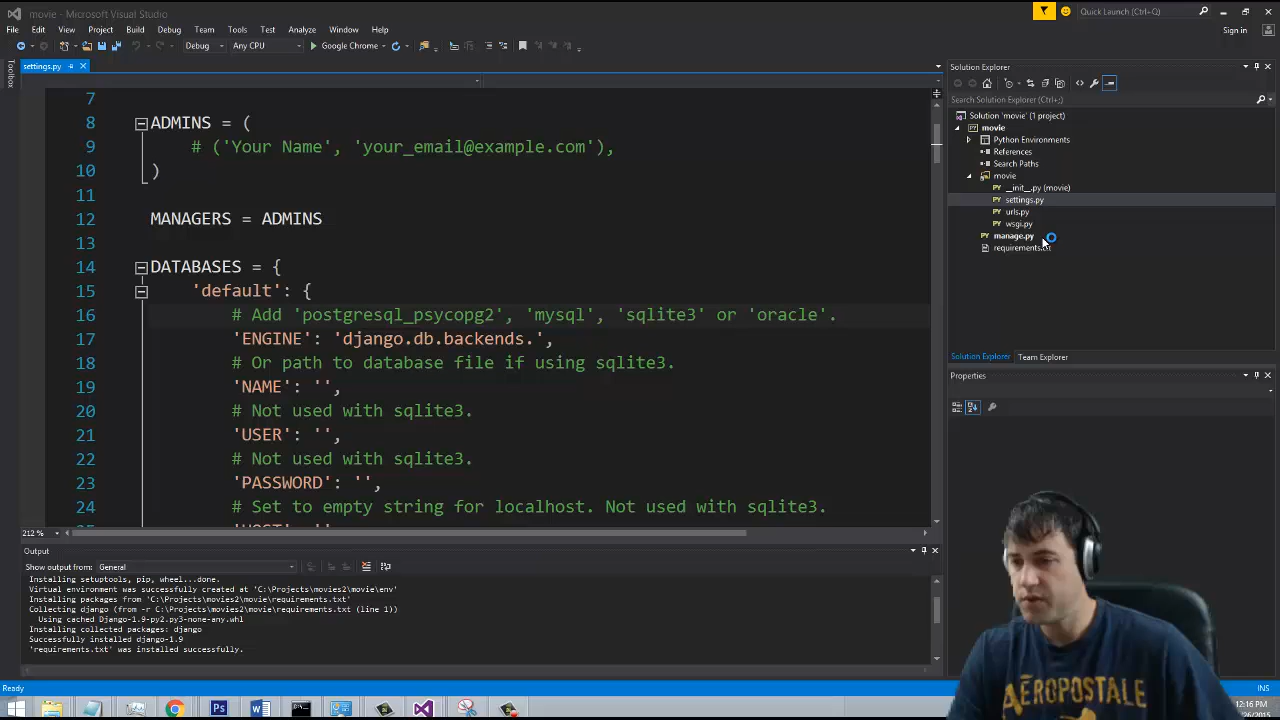 movie - Microsoft Visual Studio
Quick Launch (Ctrl+Q)
File Edit View Project Build Debug Team Tools Test Analyze Window Help
Sign in
Debug Any CPU Google Chrome
Toolbox
settings.py
7
8 ADMINS = (
9 # ('Your Name', 'your_email@example.com'),
10 )
11
12 MANAGERS = ADMINS
13
14 DATABASES = {
15 'default': {
16 # Add 'postgresql_psycopg2', 'mysql', 'sqlite3' or 'oracle'.
17 'ENGINE': 'django.db.backends.',
18 # Or path to database file if using sqlite3.
19 'NAME': '',
20 # Not used with sqlite3.
21 'USER': '',
22 # Not used with sqlite3.
23 'PASSWORD': '',
24 # Set to empty string for localhost. Not used with sqlite3.
212 %
Solution Explorer
Search Solution Explorer (Ctrl+;)
Solution 'movie' (1 project)
movie
Python Environments
References
Search Paths
movie
__init__.py (movie)
settings.py
urls.py
wsgi.py
manage.py
requirements.txt
Solution Explorer Team Explorer
Properties
Output
Show output from: General
Installing setuptools, pip, wheel...done.
Virtual environment was successfully created at 'C:\Projects\movies2\movie\env'
Installing packages from 'C:\Projects\movies2\movie\requirements.txt'
Collecting django (from -r C:\Projects\movies2\movie\requirements.txt (line 1))
Using cached Django-1.9-py2.py3-none-any.whl
Installing collected packages: django
Successfully installed django-1.9
'requirements.txt' was installed successfully.
Ready
INS
12:16 PM
/26/2015
AÉROPOSTALE